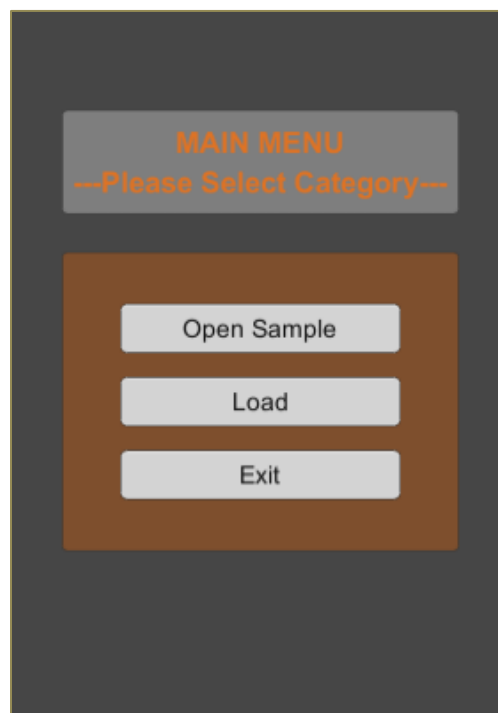 MAIN MENU
---Please Select Category---
Open Sample
Load
Exit